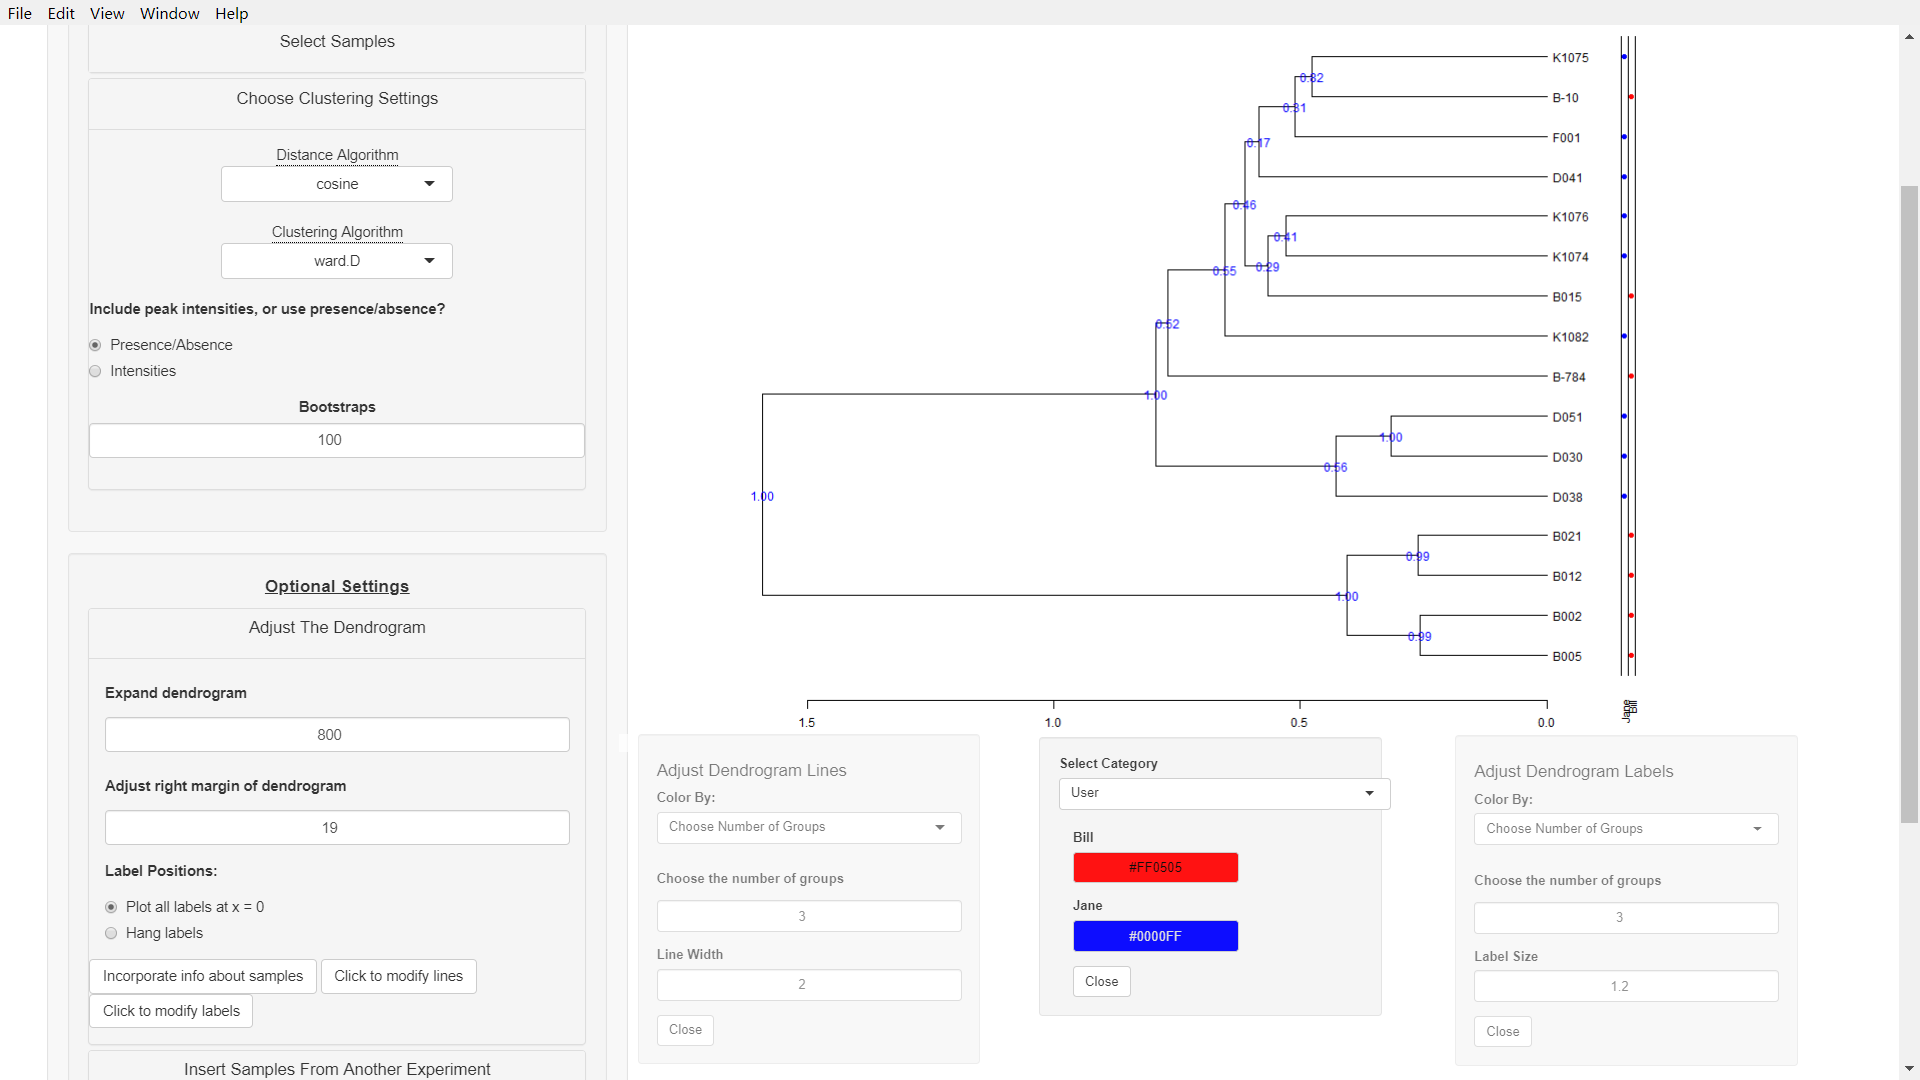 File Edit View Window Help
Select Samples
Choose Clustering Settings
Distance Algorithm
cosine
Clustering Algorithm
ward.D
Include peak intensities, or use presence/absence?
Presence/Absence
Intensities
Bootstraps
100
Optional Settings
Adjust The Dendrogram
Expand dendrogram
800
Adjust right margin of dendrogram
19
Label Positions:
Plot all labels at x = 0
Hang labels
Incorporate info about samples Click to modify lines
Click to modify labels
Insert Samples From Another Experiment
K1075
0.82
B-10
0.31
F001
0.17
D041
0.46
K1076
0.41
K1074
0.29
0.55
B015
0.52
K1082
B-784
1.00
D051
1.00
D030
0.56
D038
1.00
B021
0.99
B012
1.00
B002
0.99
B005
1.5 1.0 0.5 0.0
Jane
Bill
Adjust Dendrogram Lines
Color By:
Choose Number of Groups
Choose the number of groups
3
Line Width
2
Close
Select Category
User
Bill
#FF0505
Jane
#0000FF
Close
Adjust Dendrogram Labels
Color By:
Choose Number of Groups
Choose the number of groups
3
Label Size
1.2
Close